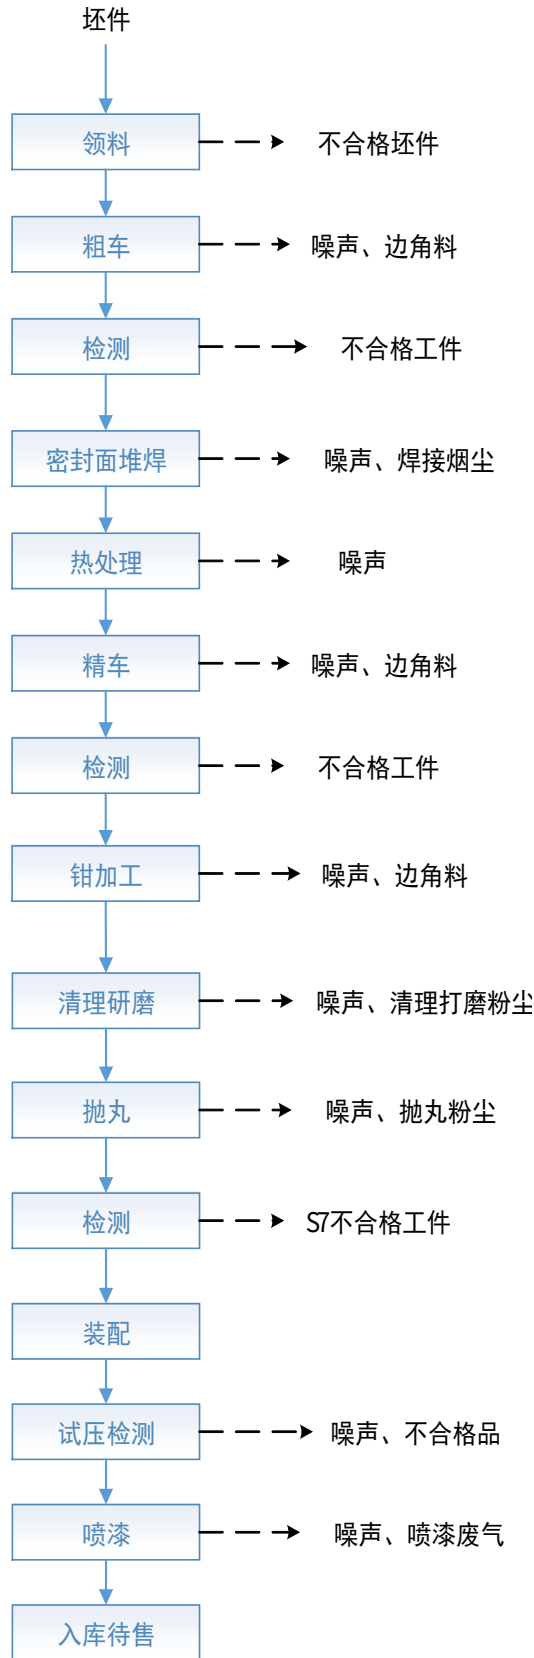 坯件
领料
不合格坯件
粗车
噪声、边角料
检测
不合格工件
密封面堆焊
噪声、焊接烟尘
热处理
噪声
精车
噪声、边角料
检测
不合格工件
钳加工
噪声、边角料
清理研磨
噪声、清理打磨粉尘
抛丸
噪声、抛丸粉尘
检测
S7不合格工件
装配
试压检测
噪声、不合格品
喷漆
噪声、喷漆废气
入库待售